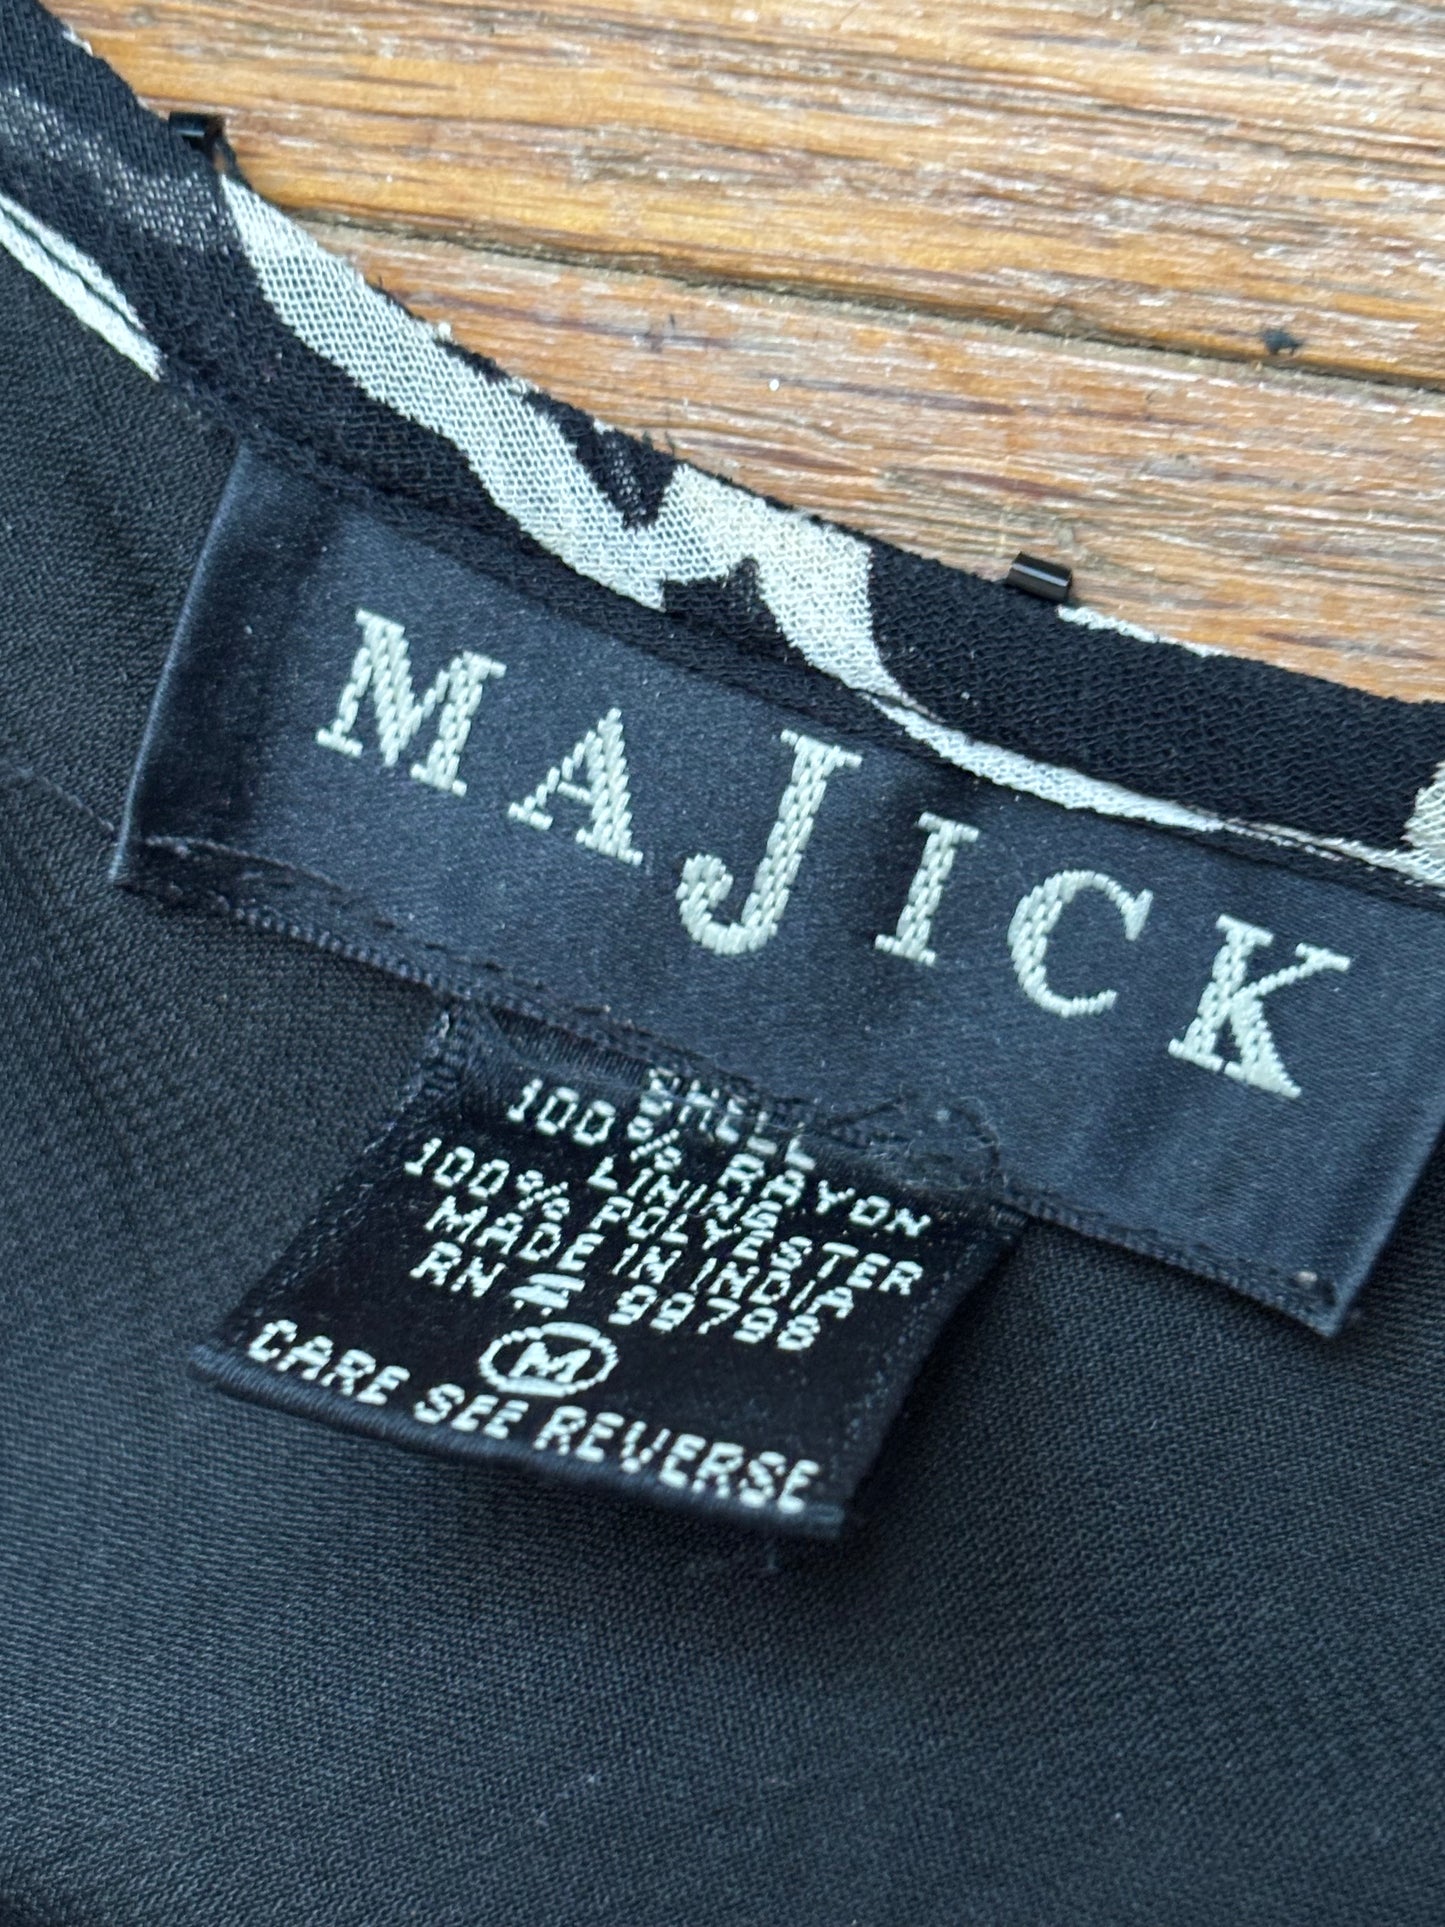 MAJICK
SHELL
100% RAYON
LINING
100% POLYESTER
MADE IN INDIA
RN = 99798
M
CARE SEE REVERSE